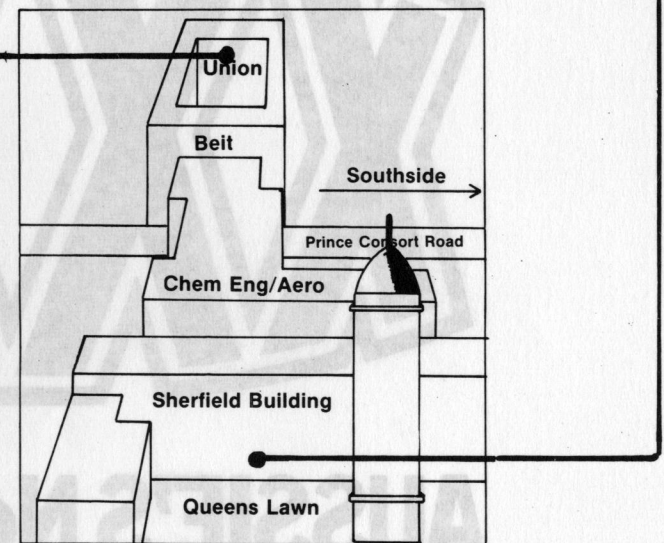 Union
Beit
Southside
Prince Consort Road
Chem Eng/Aero
Sherfield Building
Queens Lawn